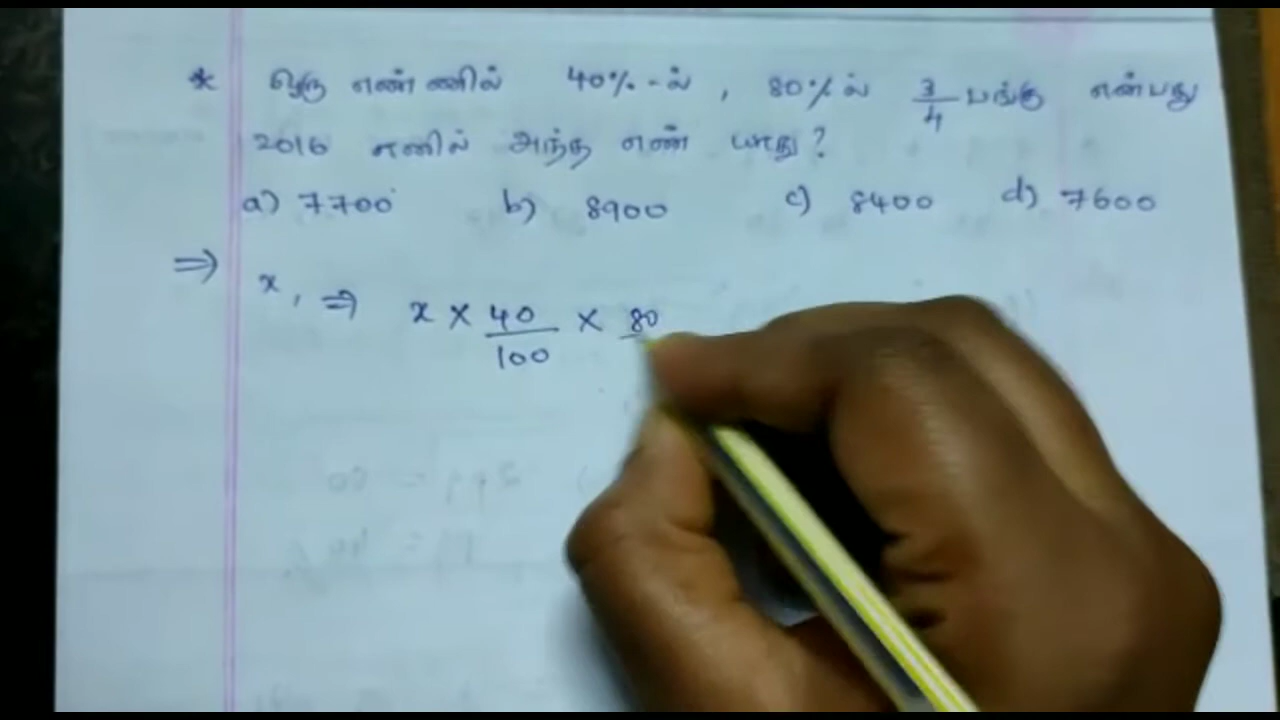 * ஒரு எண்ணில் 40%-ல், 80%ல் 3/4 பங்கு என்பது
2016 எனில் அந்த எண் யாது?
a) 7700 b) 8900 c) 8400 d) 7600
⇒ x, ⇒ x × 40/100 × 80